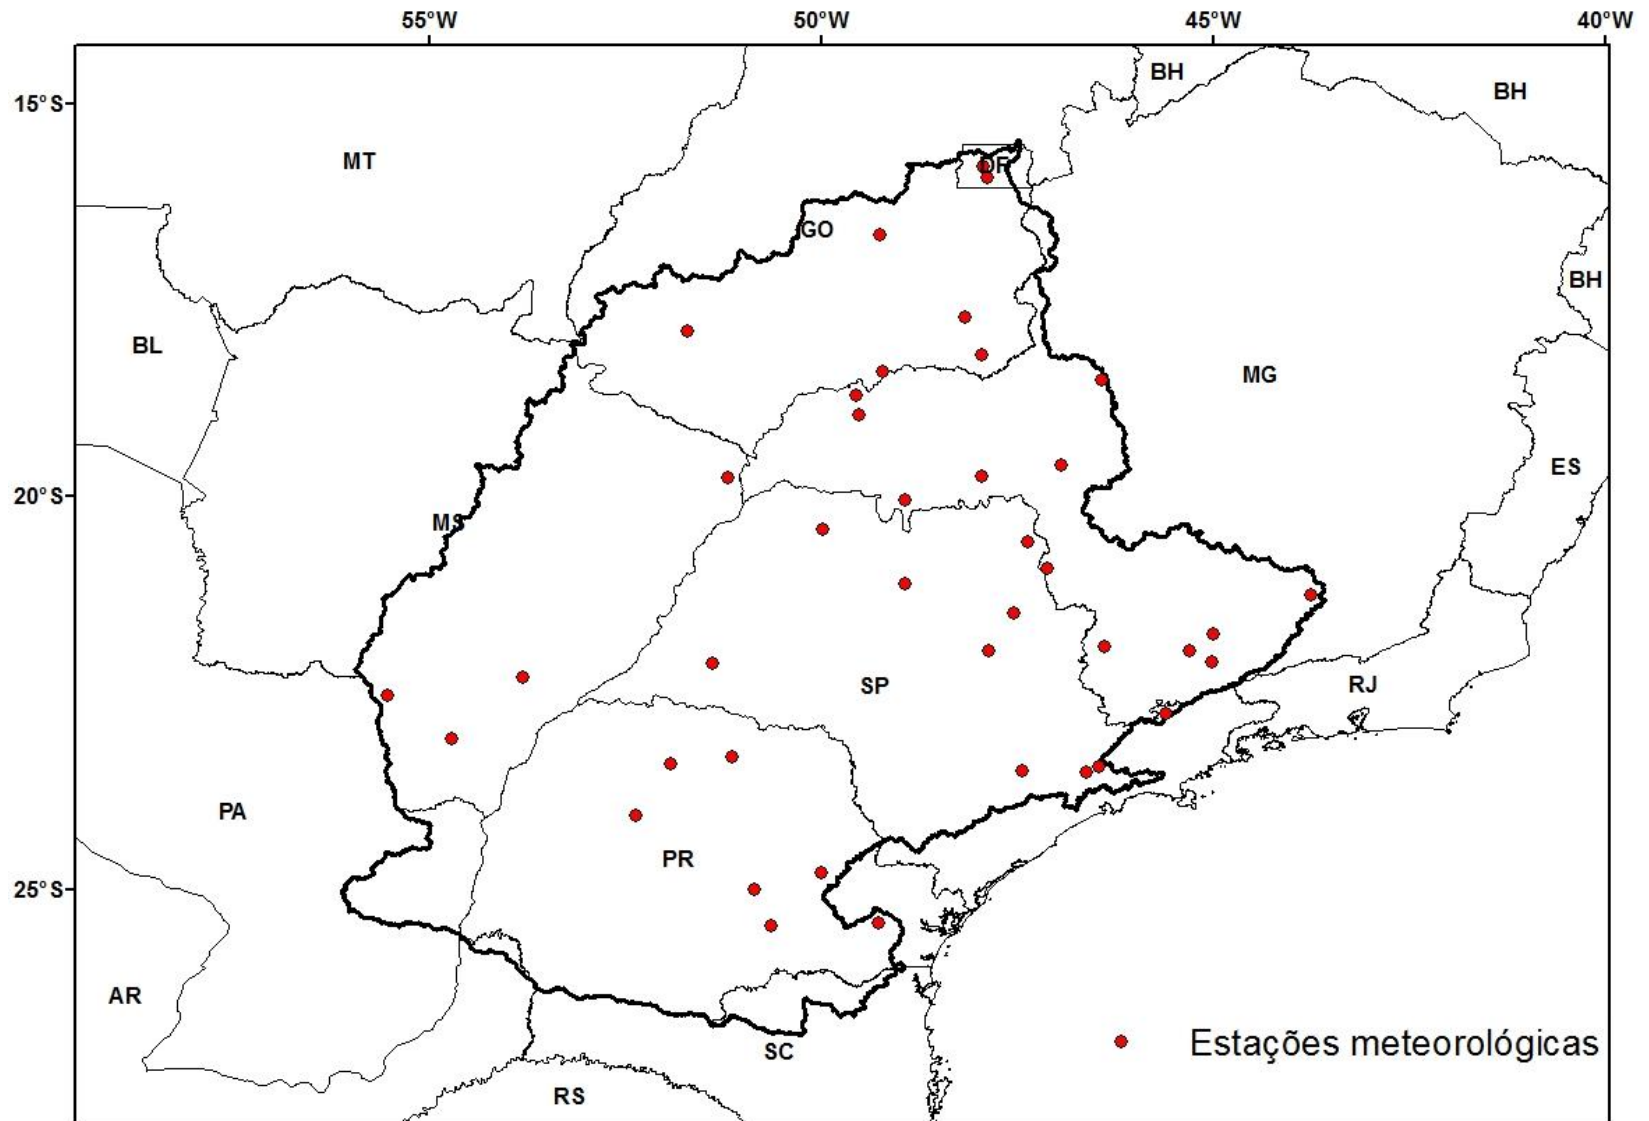 55°W 50°W 45°W 40°W
BH
BH
15°S
MT
DF
GO
BH
BL
MG
ES
20°S
MS
SP
RJ
PA
PR
25°S
AR
Estações meteorológicas
SC
RS